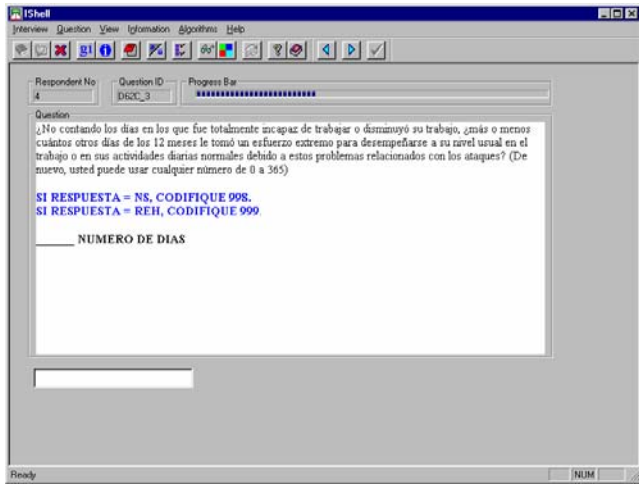 IShell
Interview Question View Information Algorithms Help
gi
Respondent No
Question ID
Progress Bar
4
D62C_3
Question
¿No contando los días en los que fue totalmente incapaz de trabajar o disminuyó su trabajo, ¿más o menos
cuántos otros días de los 12 meses le tomó un esfuerzo extremo para desempeñarse a su nivel usual en el
trabajo o en sus actividades diarias normales debido a estos problemas relacionados con los ataques? (De
nuevo, usted puede usar cualquier número de 0 a 365)
SI RESPUESTA = NS, CODIFIQUE 998.
SI RESPUESTA = REH, CODIFIQUE 999.
______ NUMERO DE DIAS
Ready
NUM